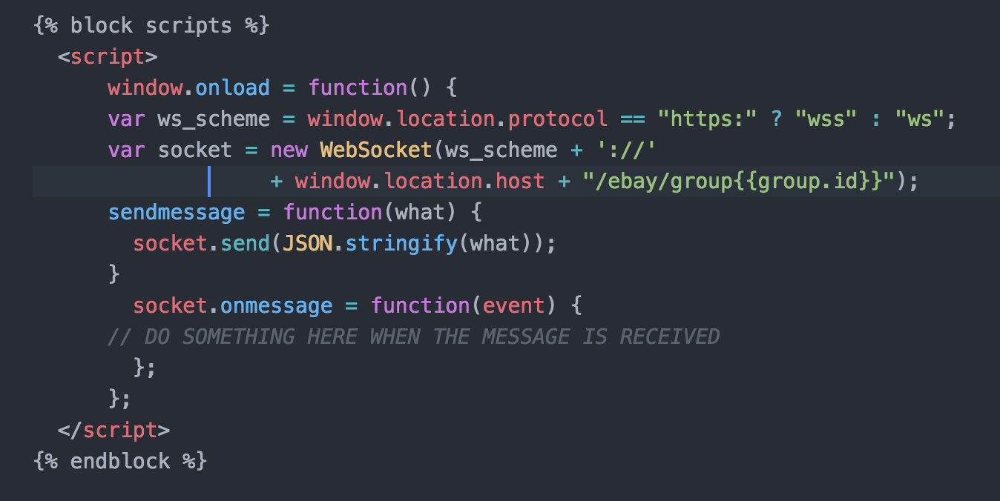 {% block scripts %}
  <script>
      window.onload = function() {
      var ws_scheme = window.location.protocol == "https:" ? "wss" : "ws";
      var socket = new WebSocket(ws_scheme + '://'
                   + window.location.host + "/ebay/group{{group.id}}");
      sendmessage = function(what) {
        socket.send(JSON.stringify(what));
      }
        socket.onmessage = function(event) {
      // DO SOMETHING HERE WHEN THE MESSAGE IS RECEIVED
        };
      };
  </script>
{% endblock %}